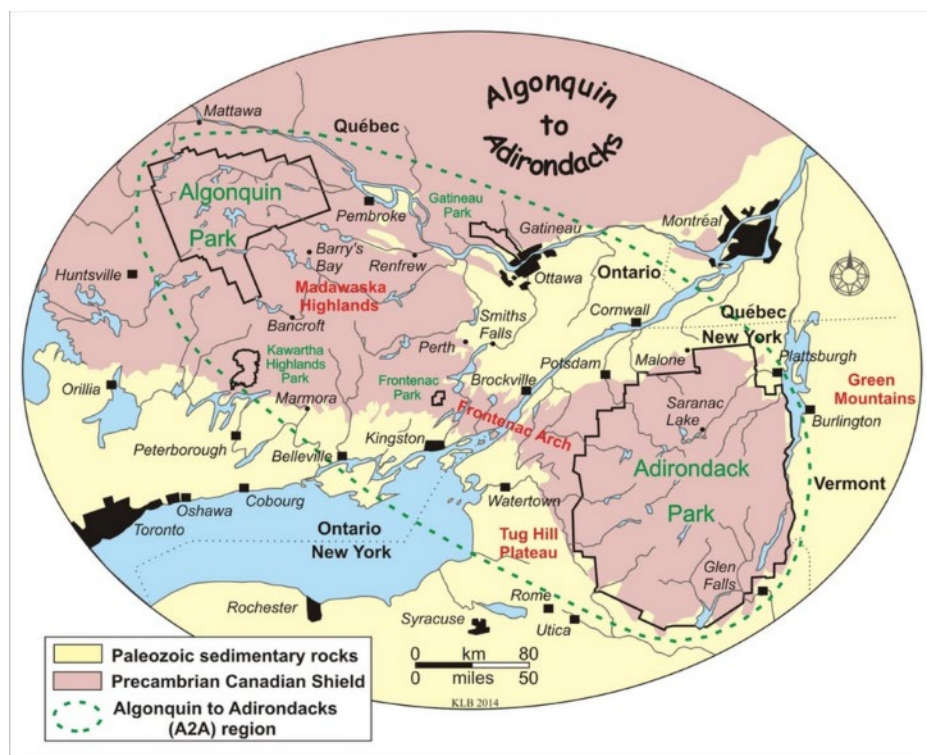 Algonquin
to
Adirondacks
Mattawa
Québec
Algonquin
Park
Gatineau
Park
Pembroke
Gatineau
Montréal
Huntsville
Barry's
Bay
Renfrew
Ottawa
Ontario
Madawaska
Highlands
Bancroft
Smiths
Falls
Cornwall
Québec
New York
Perth
Potsdam
Malone
Plattsburgh
Kawartha
Highlands
Park
Frontenac
Park
Brockville
Green
Mountains
Orillia
Marmora
Frontenac Arch
Saranac
Lake
Burlington
Peterborough
Belleville
Kingston
Adirondack
Park
Vermont
Oshawa
Cobourg
Watertown
Toronto
Ontario
New York
Tug Hill
Plateau
Glen
Falls
Rochester
Rome
Syracuse
Utica
Paleozoic sedimentary rocks
Precambrian Canadian Shield
Algonquin to Adirondacks
(A2A) region
0 km 80
0 miles 50
KLB 2014